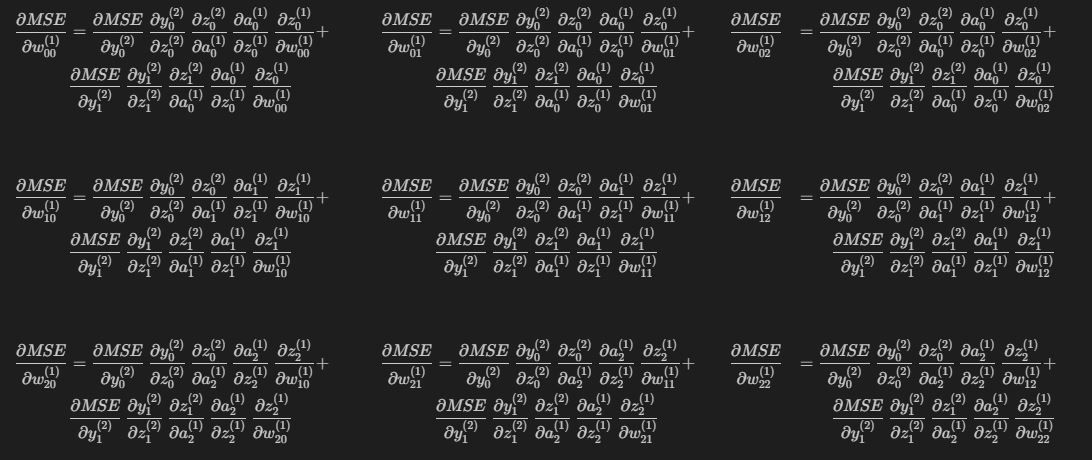 $\frac{\partial MSE}{\partial w_{00}^{(1)}} = \frac{\partial MSE}{\partial y_0^{(2)}} \frac{\partial y_0^{(2)}}{\partial z_0^{(2)}} \frac{\partial z_0^{(2)}}{\partial a_0^{(1)}} \frac{\partial a_0^{(1)}}{\partial z_0^{(1)}} \frac{\partial z_0^{(1)}}{\partial w_{00}^{(1)}} +$ $\frac{\partial MSE}{\partial w_{01}^{(1)}} = \frac{\partial MSE}{\partial y_0^{(2)}} \frac{\partial y_0^{(2)}}{\partial z_0^{(2)}} \frac{\partial z_0^{(2)}}{\partial a_0^{(1)}} \frac{\partial a_0^{(1)}}{\partial z_0^{(1)}} \frac{\partial z_0^{(1)}}{\partial w_{01}^{(1)}} +$ $\frac{\partial MSE}{\partial w_{02}^{(1)}} = \frac{\partial MSE}{\partial y_0^{(2)}} \frac{\partial y_0^{(2)}}{\partial z_0^{(2)}} \frac{\partial z_0^{(2)}}{\partial a_0^{(1)}} \frac{\partial a_0^{(1)}}{\partial z_0^{(1)}} \frac{\partial z_0^{(1)}}{\partial w_{02}^{(1)}} +$
$\frac{\partial MSE}{\partial y_1^{(2)}} \frac{\partial y_1^{(2)}}{\partial z_1^{(2)}} \frac{\partial z_1^{(2)}}{\partial a_0^{(1)}} \frac{\partial a_0^{(1)}}{\partial z_0^{(1)}} \frac{\partial z_0^{(1)}}{\partial w_{00}^{(1)}}$ $\frac{\partial MSE}{\partial y_1^{(2)}} \frac{\partial y_1^{(2)}}{\partial z_1^{(2)}} \frac{\partial z_1^{(2)}}{\partial a_0^{(1)}} \frac{\partial a_0^{(1)}}{\partial z_0^{(1)}} \frac{\partial z_0^{(1)}}{\partial w_{01}^{(1)}}$ $\frac{\partial MSE}{\partial y_1^{(2)}} \frac{\partial y_1^{(2)}}{\partial z_1^{(2)}} \frac{\partial z_1^{(2)}}{\partial a_0^{(1)}} \frac{\partial a_0^{(1)}}{\partial z_0^{(1)}} \frac{\partial z_0^{(1)}}{\partial w_{02}^{(1)}}$
$\frac{\partial MSE}{\partial w_{10}^{(1)}} = \frac{\partial MSE}{\partial y_0^{(2)}} \frac{\partial y_0^{(2)}}{\partial z_0^{(2)}} \frac{\partial z_0^{(2)}}{\partial a_1^{(1)}} \frac{\partial a_1^{(1)}}{\partial z_1^{(1)}} \frac{\partial z_1^{(1)}}{\partial w_{10}^{(1)}} +$ $\frac{\partial MSE}{\partial w_{11}^{(1)}} = \frac{\partial MSE}{\partial y_0^{(2)}} \frac{\partial y_0^{(2)}}{\partial z_0^{(2)}} \frac{\partial z_0^{(2)}}{\partial a_1^{(1)}} \frac{\partial a_1^{(1)}}{\partial z_1^{(1)}} \frac{\partial z_1^{(1)}}{\partial w_{11}^{(1)}} +$ $\frac{\partial MSE}{\partial w_{12}^{(1)}} = \frac{\partial MSE}{\partial y_0^{(2)}} \frac{\partial y_0^{(2)}}{\partial z_0^{(2)}} \frac{\partial z_0^{(2)}}{\partial a_1^{(1)}} \frac{\partial a_1^{(1)}}{\partial z_1^{(1)}} \frac{\partial z_1^{(1)}}{\partial w_{12}^{(1)}} +$
$\frac{\partial MSE}{\partial y_1^{(2)}} \frac{\partial y_1^{(2)}}{\partial z_1^{(2)}} \frac{\partial z_1^{(2)}}{\partial a_1^{(1)}} \frac{\partial a_1^{(1)}}{\partial z_1^{(1)}} \frac{\partial z_1^{(1)}}{\partial w_{10}^{(1)}}$ $\frac{\partial MSE}{\partial y_1^{(2)}} \frac{\partial y_1^{(2)}}{\partial z_1^{(2)}} \frac{\partial z_1^{(2)}}{\partial a_1^{(1)}} \frac{\partial a_1^{(1)}}{\partial z_1^{(1)}} \frac{\partial z_1^{(1)}}{\partial w_{11}^{(1)}}$ $\frac{\partial MSE}{\partial y_1^{(2)}} \frac{\partial y_1^{(2)}}{\partial z_1^{(2)}} \frac{\partial z_1^{(2)}}{\partial a_1^{(1)}} \frac{\partial a_1^{(1)}}{\partial z_1^{(1)}} \frac{\partial z_1^{(1)}}{\partial w_{12}^{(1)}}$
$\frac{\partial MSE}{\partial w_{20}^{(1)}} = \frac{\partial MSE}{\partial y_0^{(2)}} \frac{\partial y_0^{(2)}}{\partial z_0^{(2)}} \frac{\partial z_0^{(2)}}{\partial a_2^{(1)}} \frac{\partial a_2^{(1)}}{\partial z_2^{(1)}} \frac{\partial z_2^{(1)}}{\partial w_{10}^{(1)}} +$ $\frac{\partial MSE}{\partial w_{21}^{(1)}} = \frac{\partial MSE}{\partial y_0^{(2)}} \frac{\partial y_0^{(2)}}{\partial z_0^{(2)}} \frac{\partial z_0^{(2)}}{\partial a_2^{(1)}} \frac{\partial a_2^{(1)}}{\partial z_2^{(1)}} \frac{\partial z_2^{(1)}}{\partial w_{11}^{(1)}} +$ $\frac{\partial MSE}{\partial w_{22}^{(1)}} = \frac{\partial MSE}{\partial y_0^{(2)}} \frac{\partial y_0^{(2)}}{\partial z_0^{(2)}} \frac{\partial z_0^{(2)}}{\partial a_2^{(1)}} \frac{\partial a_2^{(1)}}{\partial z_2^{(1)}} \frac{\partial z_2^{(1)}}{\partial w_{12}^{(1)}} +$
$\frac{\partial MSE}{\partial y_1^{(2)}} \frac{\partial y_1^{(2)}}{\partial z_1^{(2)}} \frac{\partial z_1^{(2)}}{\partial a_2^{(1)}} \frac{\partial a_2^{(1)}}{\partial z_2^{(1)}} \frac{\partial z_2^{(1)}}{\partial w_{20}^{(1)}}$ $\frac{\partial MSE}{\partial y_1^{(2)}} \frac{\partial y_1^{(2)}}{\partial z_1^{(2)}} \frac{\partial z_1^{(2)}}{\partial a_2^{(1)}} \frac{\partial a_2^{(1)}}{\partial z_2^{(1)}} \frac{\partial z_2^{(1)}}{\partial w_{21}^{(1)}}$ $\frac{\partial MSE}{\partial y_1^{(2)}} \frac{\partial y_1^{(2)}}{\partial z_1^{(2)}} \frac{\partial z_1^{(2)}}{\partial a_2^{(1)}} \frac{\partial a_2^{(1)}}{\partial z_2^{(1)}} \frac{\partial z_2^{(1)}}{\partial w_{22}^{(1)}}$